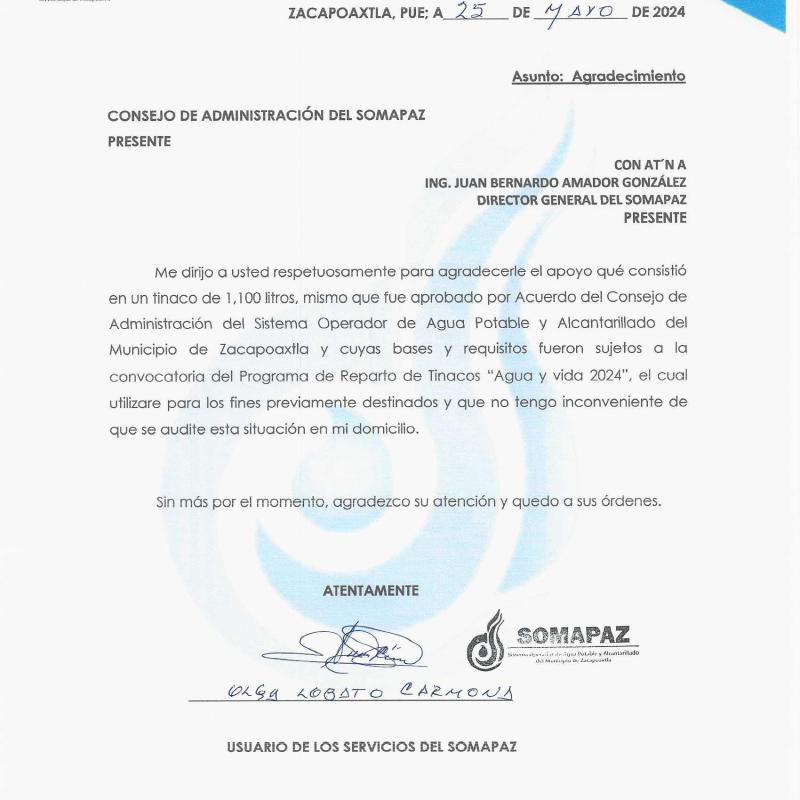 ZACAPOAXTLA, PUE; A 25 DE MAYO DE 2024
Asunto: Agradecimiento
CONSEJO DE ADMINISTRACIÓN DEL SOMAPAZ
PRESENTE
CON AT´N A
ING. JUAN BERNARDO AMADOR GONZÁLEZ
DIRECTOR GENERAL DEL SOMAPAZ
PRESENTE
Me dirijo a usted respetuosamente para agradecerle el apoyo qué consistió
en un tinaco de 1,100 litros, mismo que fue aprobado por Acuerdo del Consejo de
Administración del Sistema Operador de Agua Potable y Alcantarillado del
Municipio de Zacapoaxtla y cuyas bases y requisitos fueron sujetos a la
convocatoria del Programa de Reparto de Tinacos “Agua y vida 2024”, el cual
utilizare para los fines previamente destinados y que no tengo inconveniente de
que se audite esta situación en mi domicilio.
Sin más por el momento, agradezco su atención y quedo a sus órdenes.
ATENTAMENTE
SOMAPAZ
Sistema Operador de Agua Potable y Alcantarillado
del Municipio de Zacapoaxtla
OLGA LOBATO CARMONA
USUARIO DE LOS SERVICIOS DEL SOMAPAZ